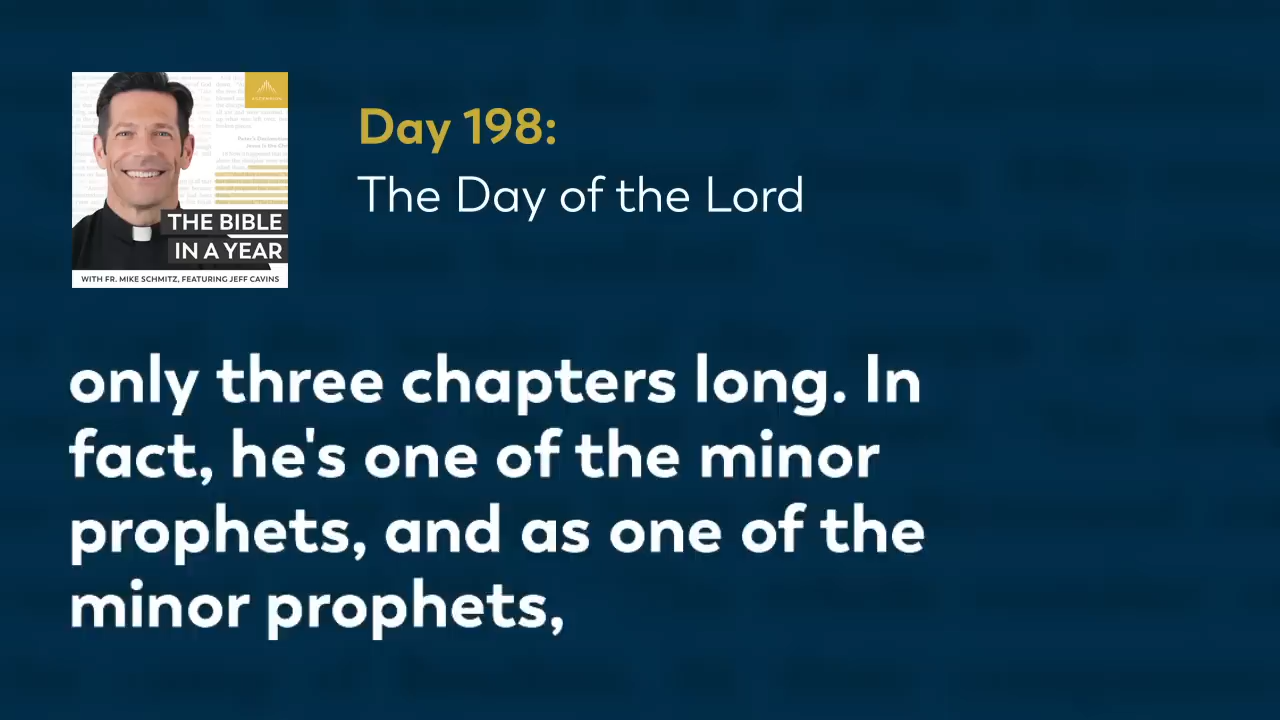 THE BIBLE
IN A YEAR
WITH FR. MIKE SCHMITZ, FEATURING JEFF CAVINS
Day 198:
The Day of the Lord
only three chapters long. In
fact, he's one of the minor
prophets, and as one of the
minor prophets,